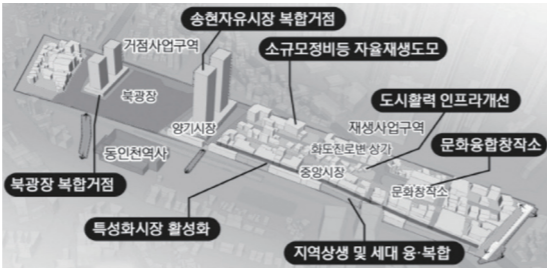 송현자유시장 복합거점
거점사업구역
소규모정비등 자율재생도모
북광장
도시활력 인프라개선
양키시장
재생사업구역
화도진로변 상가
문화융합창작소
동인천역사
중앙시장
북광장 복합거점
문화창작소
특성화시장 활성화
지역상생 및 세대 융·복합